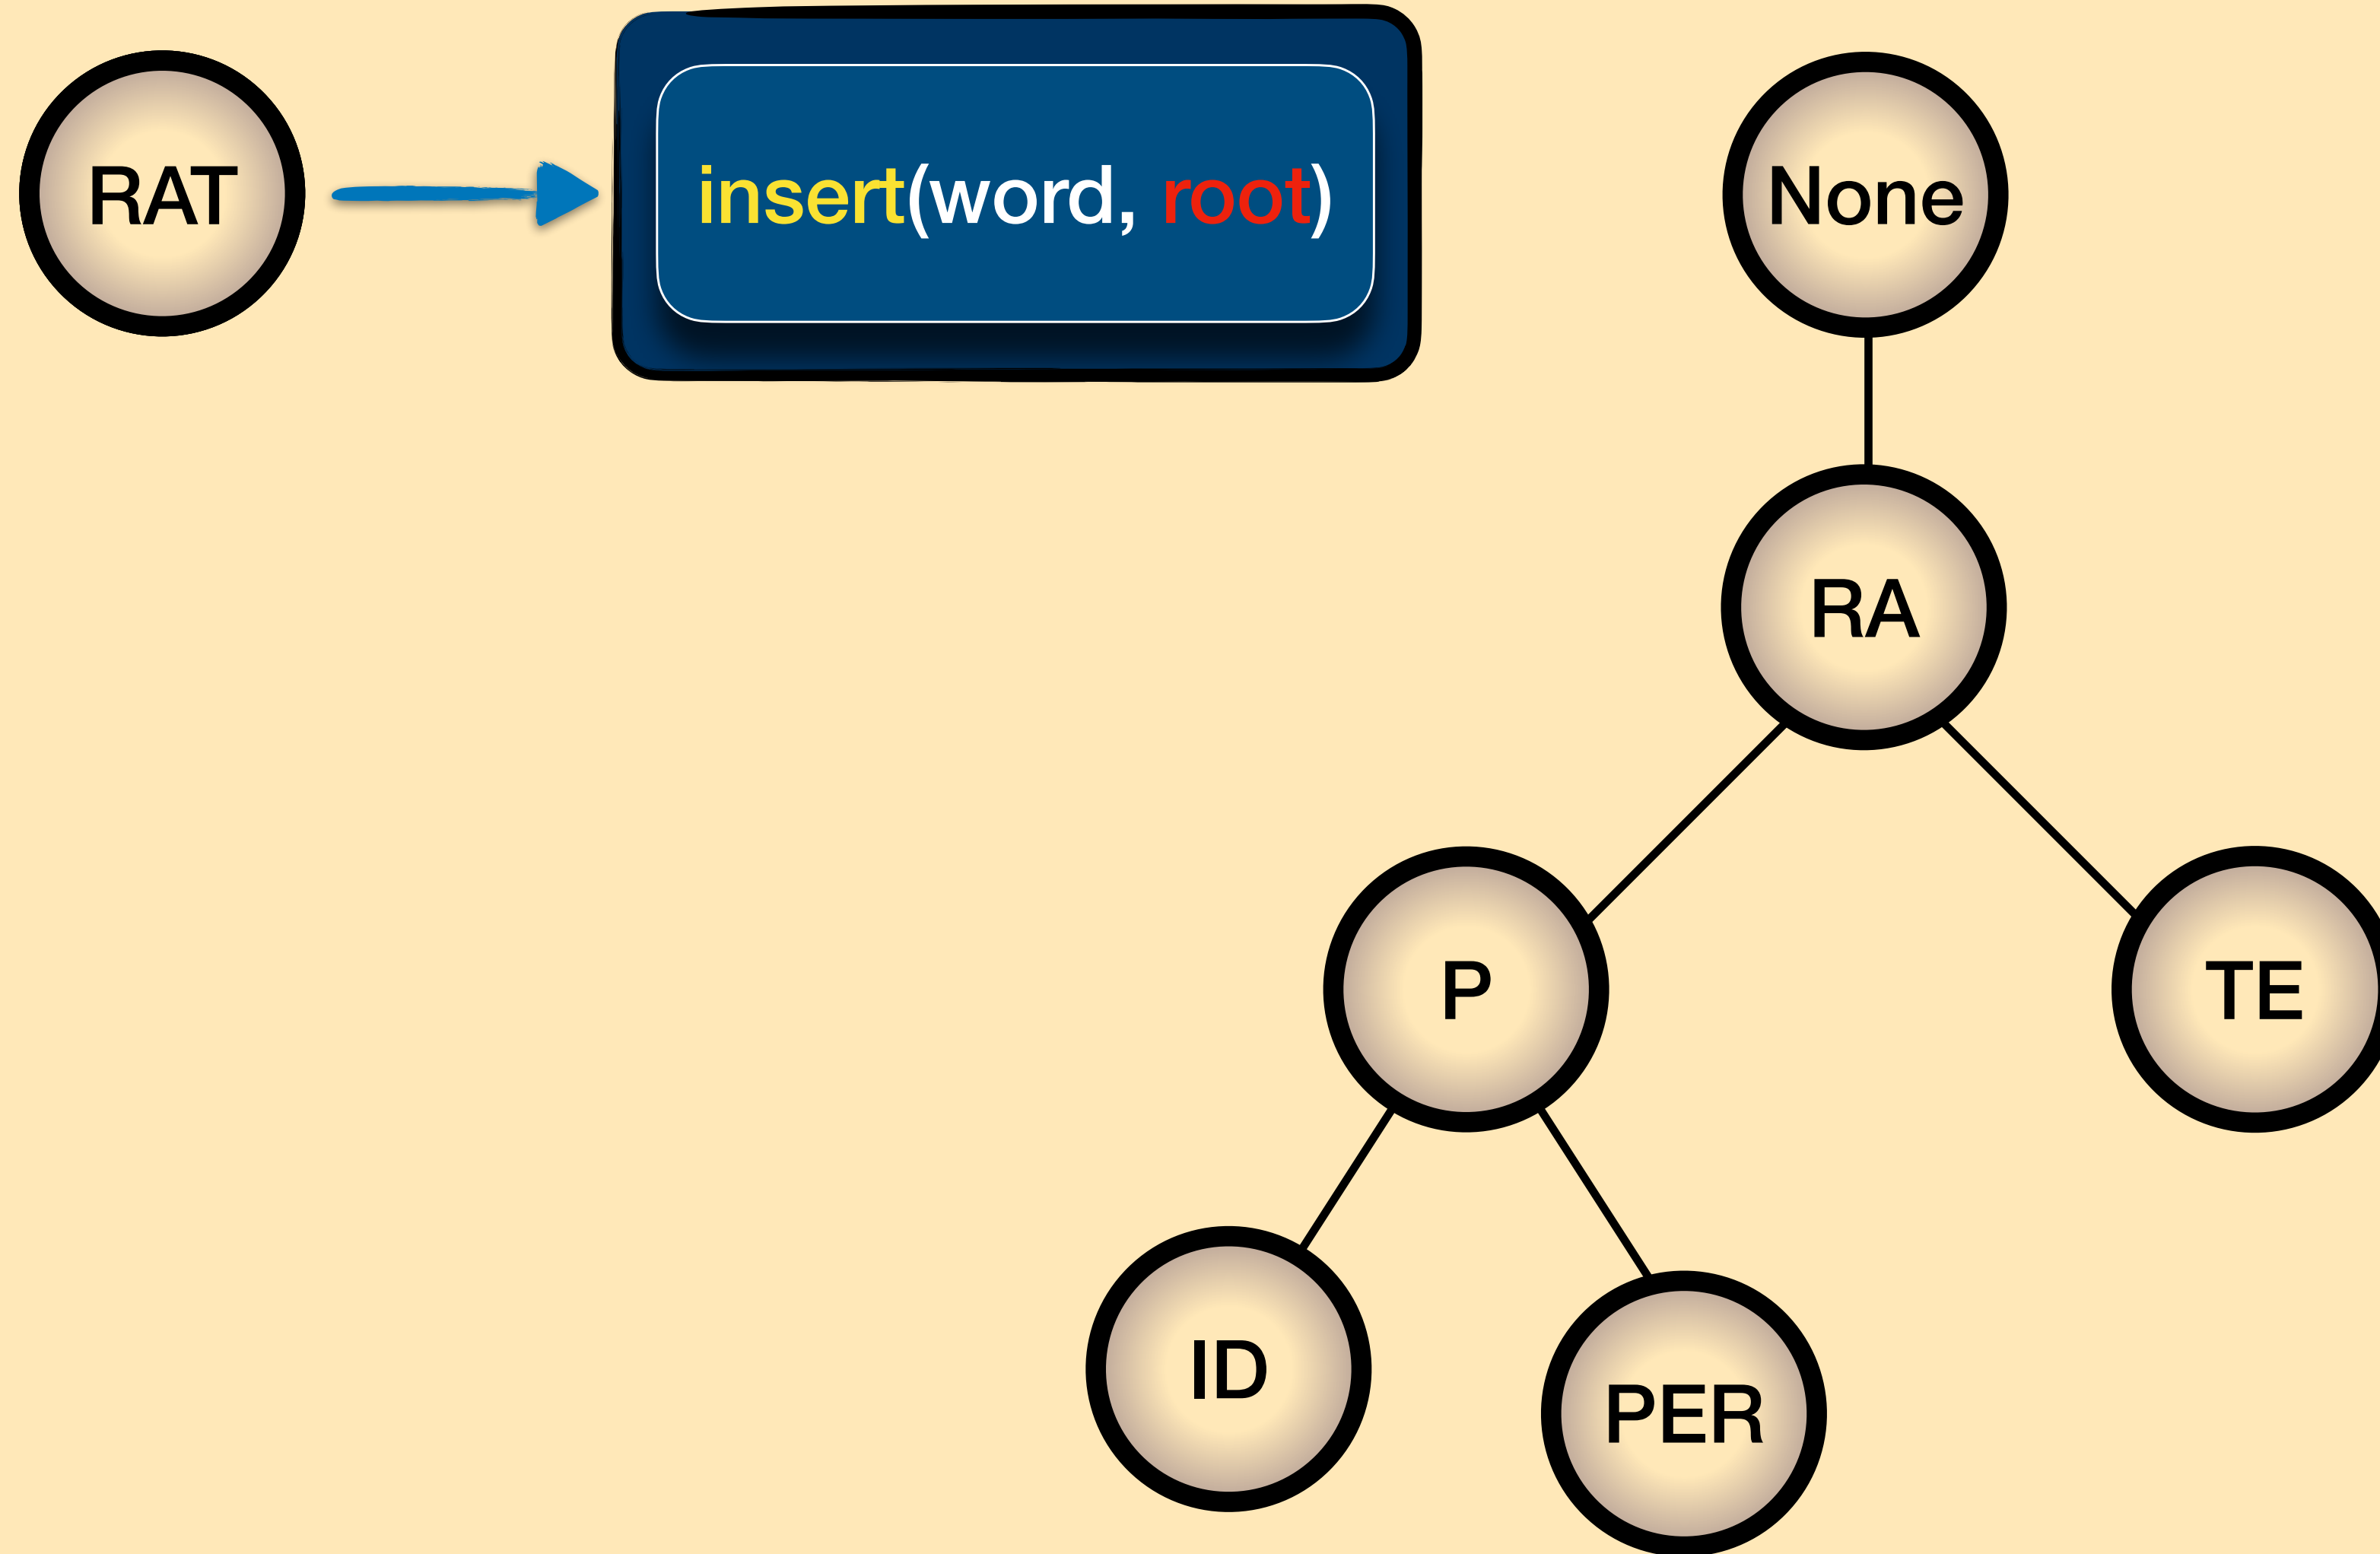 RAT
insert(word, root)
None
RA
P
TE
ID
PER